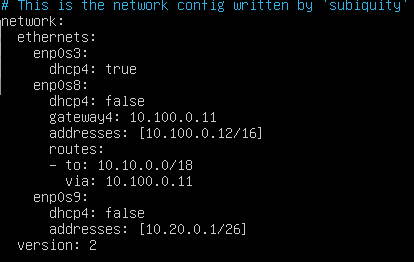 # This is the network config written by 'subiquity'
network:
  ethernets:
    enp0s3:
      dhcp4: true
    enp0s8:
      dhcp4: false
      gateway4: 10.100.0.11
      addresses: [10.100.0.12/16]
      routes:
      - to: 10.10.0.0/18
        via: 10.100.0.11
    enp0s9:
      dhcp4: false
      addresses: [10.20.0.1/26]
  version: 2